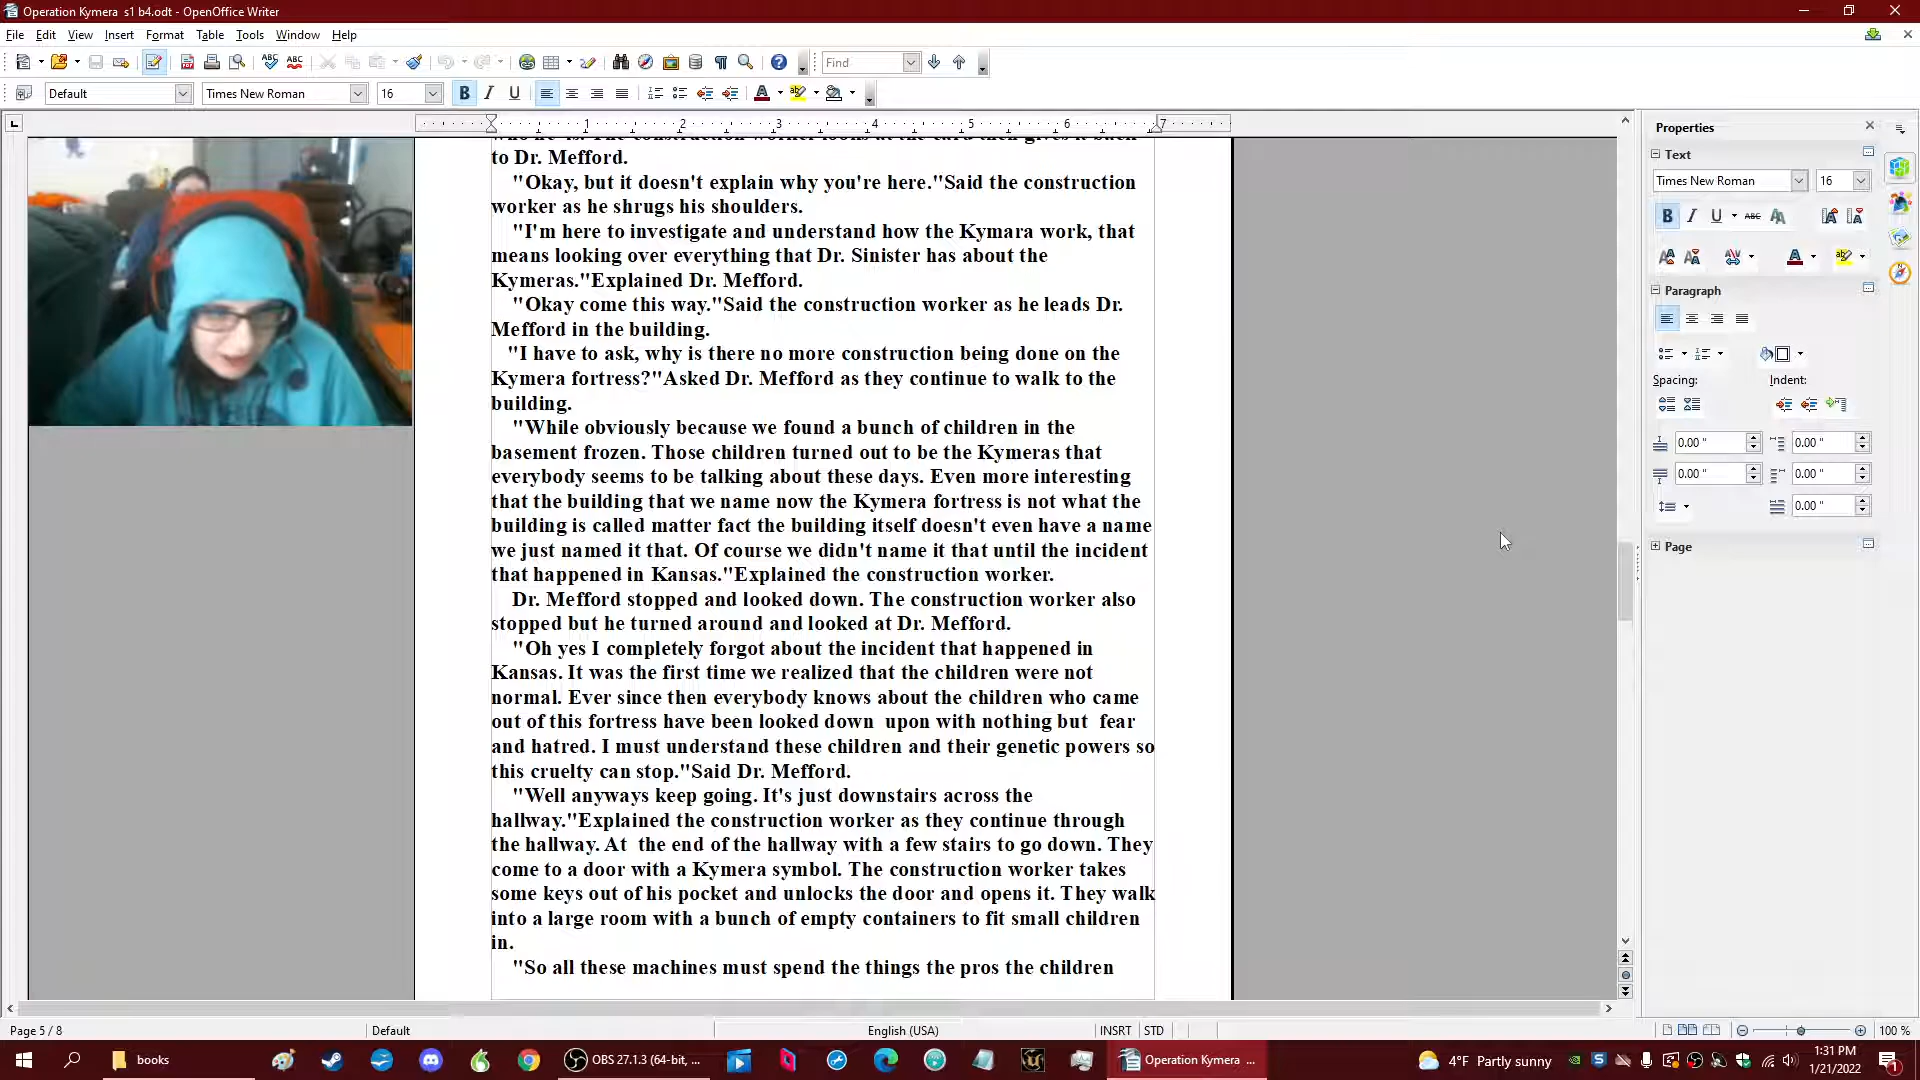 Operation Kymera  s1 b4.odt - OpenOffice Writer
File Edit View Insert Format Table Tools Window Help
Find
Default Times New Roman 16
1 2 3 4 5 6 7
to Dr. Mefford.
"Okay, but it doesn't explain why you're here."Said the construction
worker as he shrugs his shoulders.
"I'm here to investigate and understand how the Kymara work, that
means looking over everything that Dr. Sinister has about the
Kymeras."Explained Dr. Mefford.
"Okay come this way."Said the construction worker as he leads Dr.
Mefford in the building.
"I have to ask, why is there no more construction being done on the
Kymera fortress?"Asked Dr. Mefford as they continue to walk to the
building.
"While obviously because we found a bunch of children in the
basement frozen. Those children turned out to be the Kymeras that
everybody seems to be talking about these days. Even more interesting
that the building that we name now the Kymera fortress is not what the
building is called matter fact the building itself doesn't even have a name
we just named it that. Of course we didn't name it that until the incident
that happened in Kansas."Explained the construction worker.
Dr. Mefford stopped and looked down. The construction worker also
stopped but he turned around and looked at Dr. Mefford.
"Oh yes I completely forgot about the incident that happened in
Kansas. It was the first time we realized that the children were not
normal. Ever since then everybody knows about the children who came
out of this fortress have been looked down  upon with nothing but  fear
and hatred. I must understand these children and their genetic powers so
this cruelty can stop."Said Dr. Mefford.
"Well anyways keep going. It's just downstairs across the
hallway."Explained the construction worker as they continue through
the hallway. At  the end of the hallway with a few stairs to go down. They
come to a door with a Kymera symbol. The construction worker takes
some keys out of his pocket and unlocks the door and opens it. They walk
into a large room with a bunch of empty containers to fit small children
in.
"So all these machines must spend the things the pros the children
Properties
Text
Times New Roman 16
Paragraph
Spacing: Indent:
0.00 " 0.00 "
0.00 " 0.00 "
0.00 "
Page
Page 5 / 8 Default English (USA) INSRT STD 100 %
books OBS 27.1.3 (64-bit, ... Operation Kymera ... 4°F Partly sunny 1:31 PM
1/21/2022